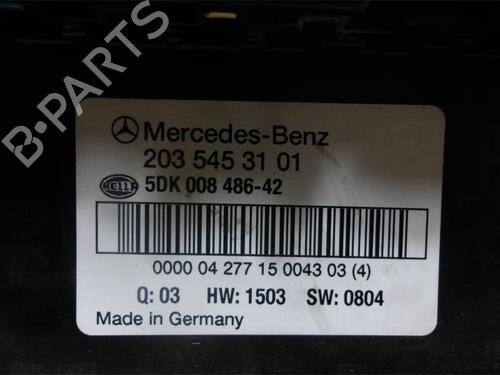 Mercedes-Benz
203 545 31 01
HELLA 5DK 008 486-42
0000 04 277 15 0043 03 (4)
Q: 03 HW: 1503 SW: 0804
Made in Germany
B-PARTS